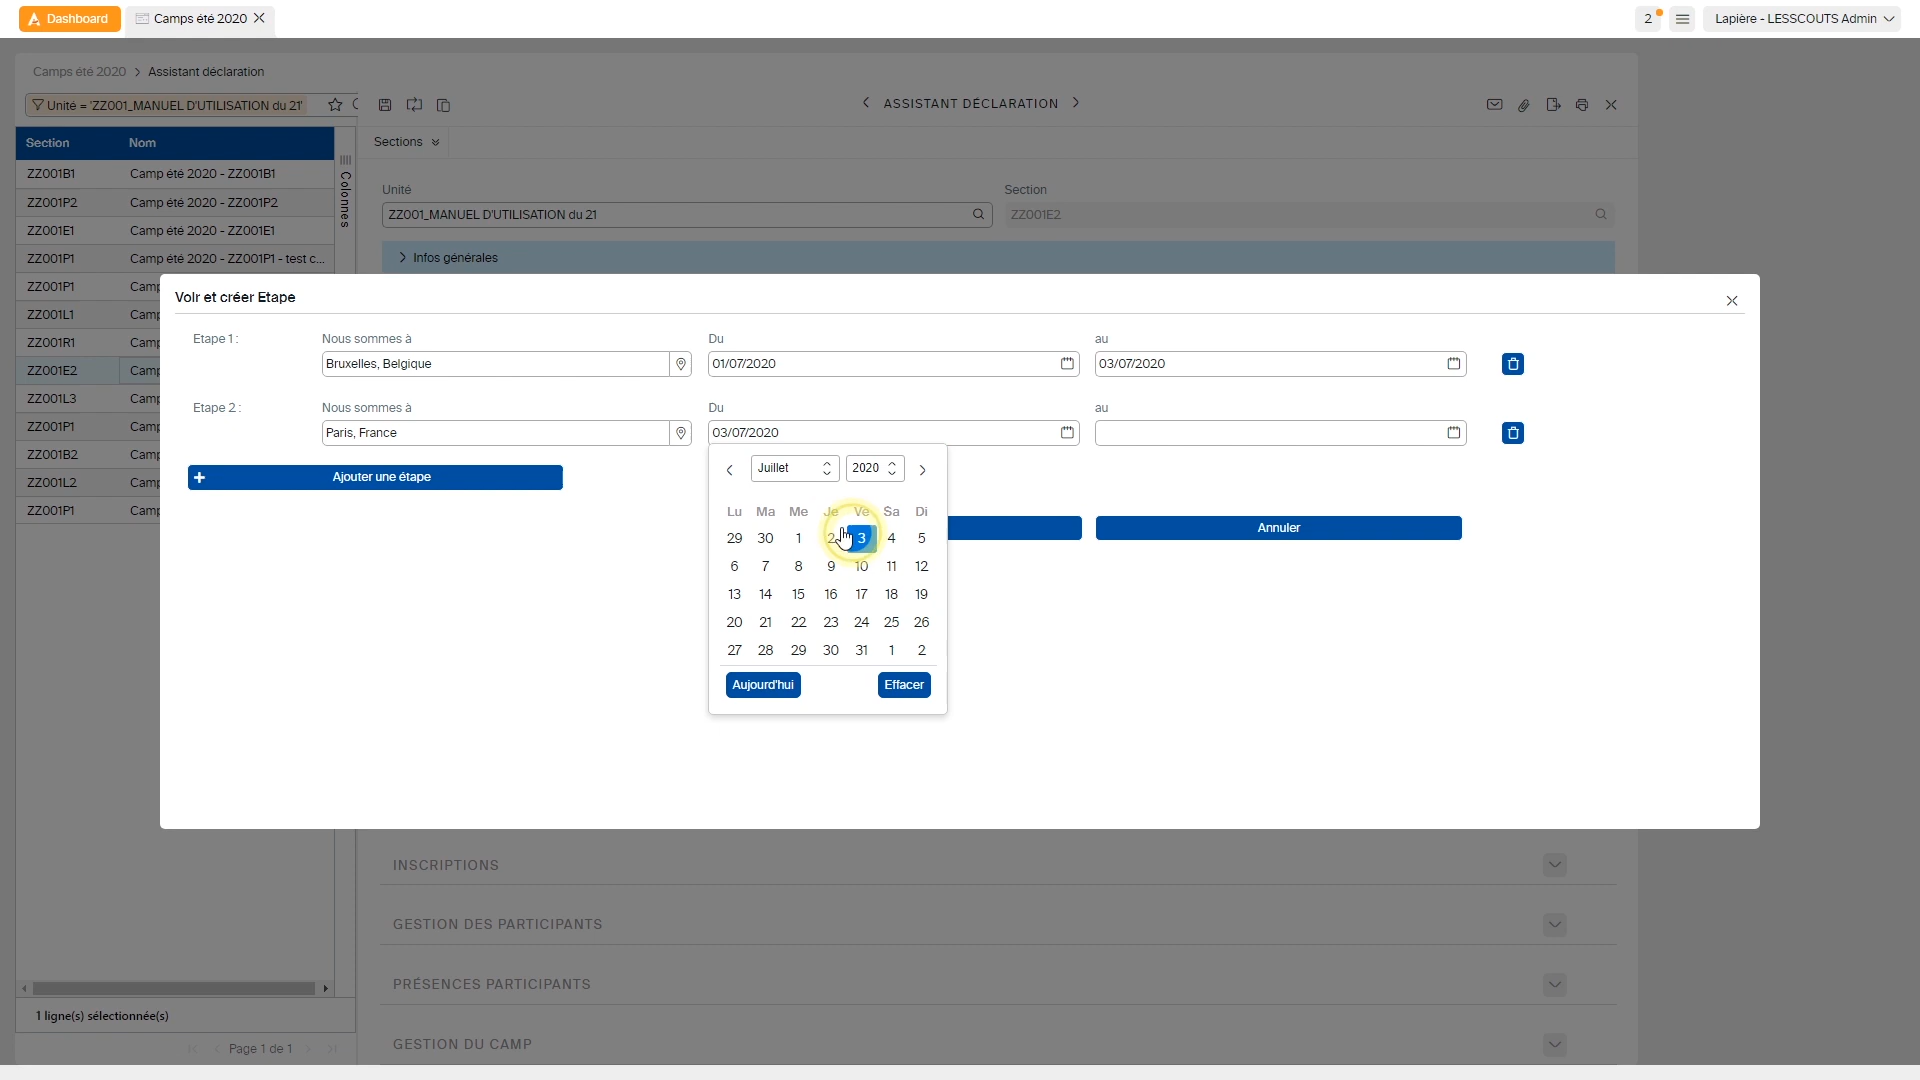 Dashboard
Camps été 2020
2
Lapière - LESSCOUTS Admin
Camps été 2020 > Assistant déclaration
Unité = 'ZZ001_MANUEL D'UTILISATION du 21'
ASSISTANT DÉCLARATION
Section Nom
Sections
ZZ001B1 Camp été 2020 - ZZ001B1
ZZ001P2 Camp été 2020 - ZZ001P2
ZZ001E1 Camp été 2020 - ZZ001E1
ZZ001P1 Camp été 2020 - ZZ001P1 - test c...
ZZ001P1 Camp
ZZ001L1 Camp
ZZ001R1 Camp
ZZ001E2 Camp
ZZ001L3 Camp
ZZ001P1 Camp
ZZ001B2 Camp
ZZ001L2 Camp
ZZ001P1 Camp
Colonnes
1 ligne(s) sélectionnée(s)
Page 1 de 1
Unité Section
ZZ001_MANUEL D'UTILISATION du 21 ZZ001E2
Infos générales
Voir et créer Etape
Etape 1 : Nous sommes à Du au
Bruxelles, Belgique 01/07/2020 03/07/2020
Etape 2 : Nous sommes à Du au
Paris, France 03/07/2020
Ajouter une étape
Juillet 2020
Lu Ma Me Je Ve Sa Di
29 30 1 2 3 4 5
6 7 8 9 10 11 12
13 14 15 16 17 18 19
20 21 22 23 24 25 26
27 28 29 30 31 1 2
Aujourd'hui Effacer
Annuler
INSCRIPTIONS
GESTION DES PARTICIPANTS
PRÉSENCES PARTICIPANTS
GESTION DU CAMP